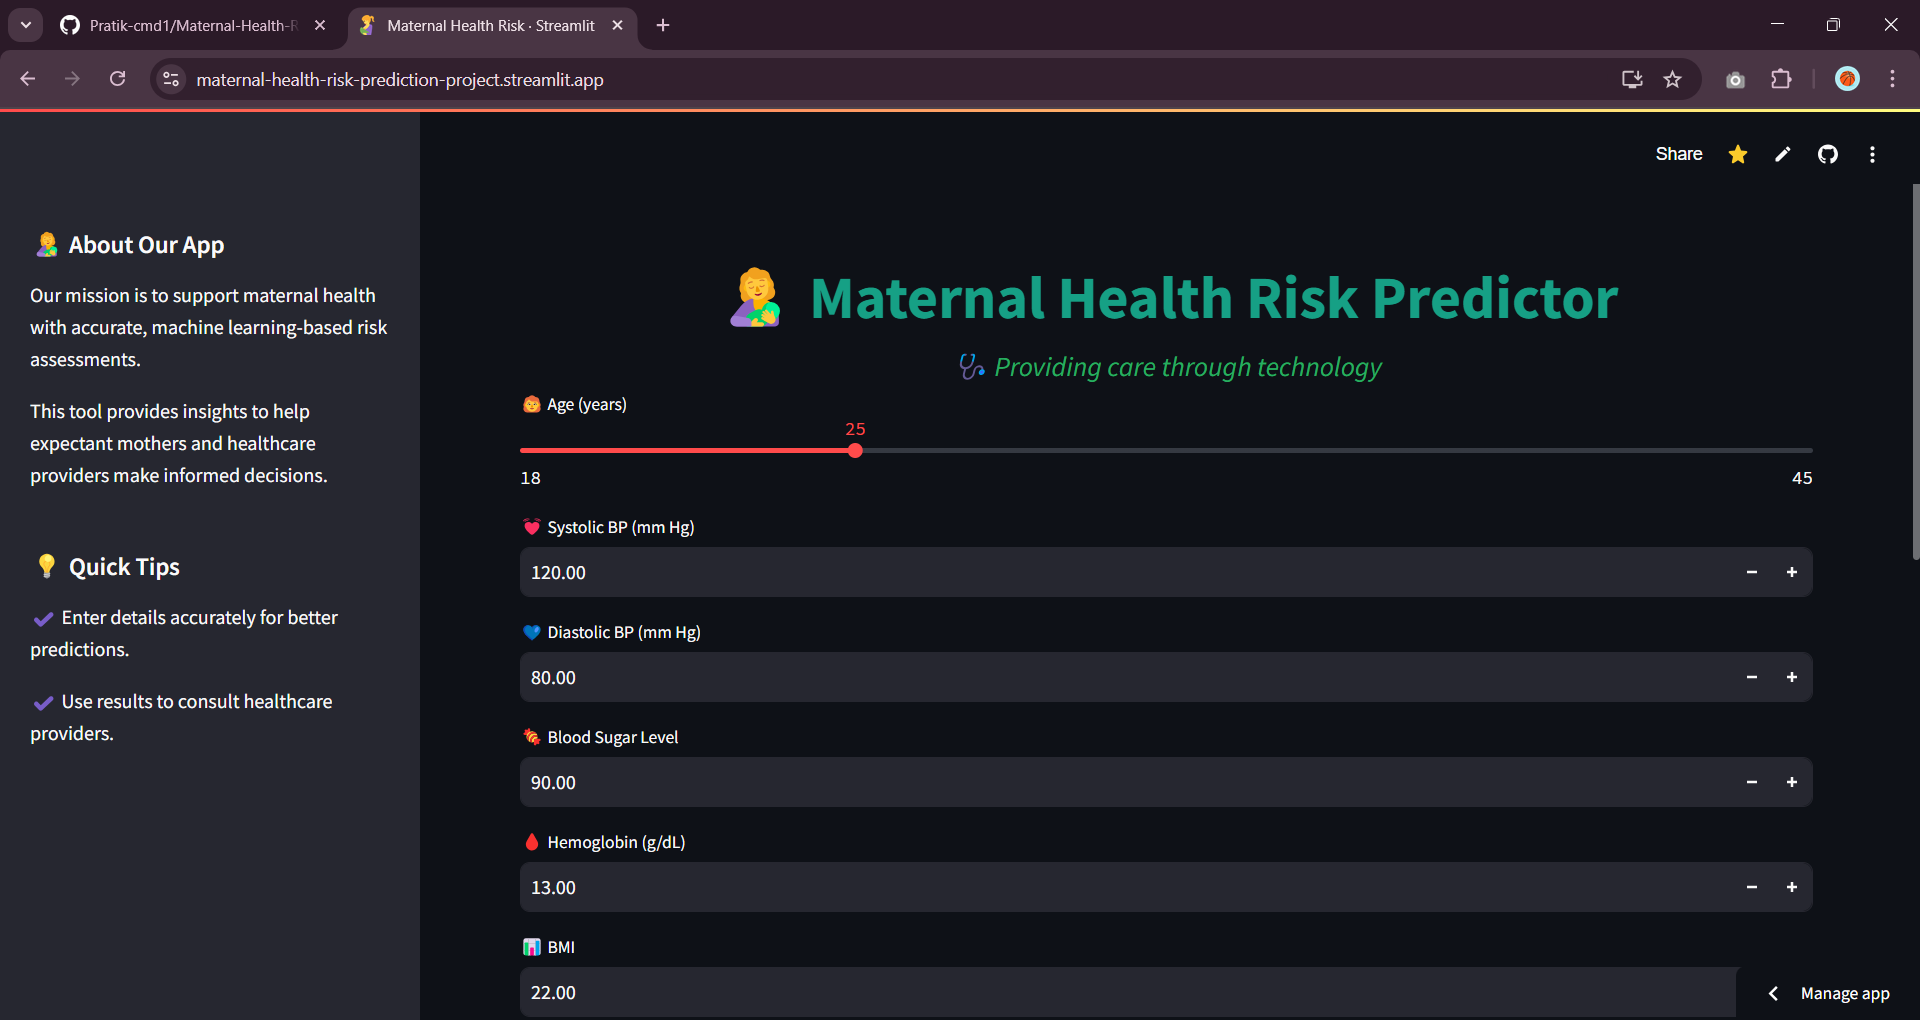 Pratik-cmd1/Maternal-Health-R
Maternal Health Risk · Streamlit
maternal-health-risk-prediction-project.streamlit.app
Share
About Our App
Our mission is to support maternal health
with accurate, machine learning-based risk
assessments.
This tool provides insights to help
expectant mothers and healthcare
providers make informed decisions.
Quick Tips
Enter details accurately for better
predictions.
Use results to consult healthcare
providers.
Maternal Health Risk Predictor
Providing care through technology
Age (years)
25
18 45
Systolic BP (mm Hg)
120.00
Diastolic BP (mm Hg)
80.00
Blood Sugar Level
90.00
Hemoglobin (g/dL)
13.00
BMI
22.00
Manage app